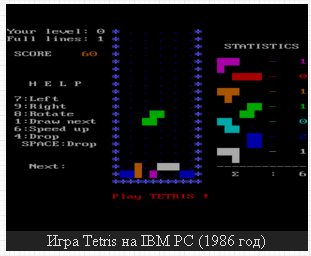 Your level: 0
Full lines: 1
SCORE 60
STATISTICS
- 1
- 0
- 1
- 1
- 0
- 2
- 1
Σ : 6
H E L P
7:Left
9:Right
8:Rotate
1:Draw next
6:Speed up
4:Drop
SPACE:Drop
Next:
Play TETRIS !
Игра Tetris на IBM PC (1986 год)